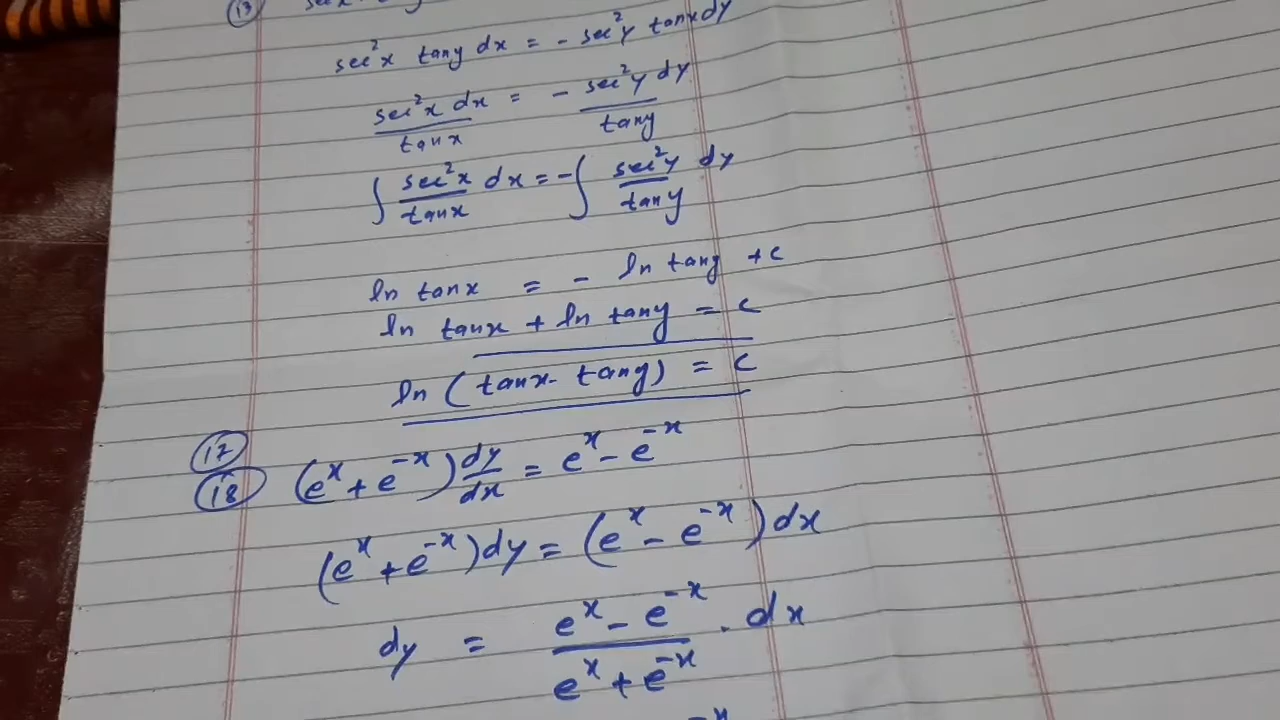 13
sec²x tany dx = - sec²y tanx dy
sec²x dx / tanx = - sec²y dy / tany
∫ sec²x / tanx dx = - ∫ sec²y / tany dy
ln tanx = - ln tany + c
ln tanx + ln tany = c
ln (tanx. tany) = c
17
18 (eˣ + e⁻ˣ) dy/dx = eˣ - e⁻ˣ
(eˣ + e⁻ˣ) dy = (eˣ - e⁻ˣ) dx
dy = eˣ - e⁻ˣ / eˣ + e⁻ˣ . dx